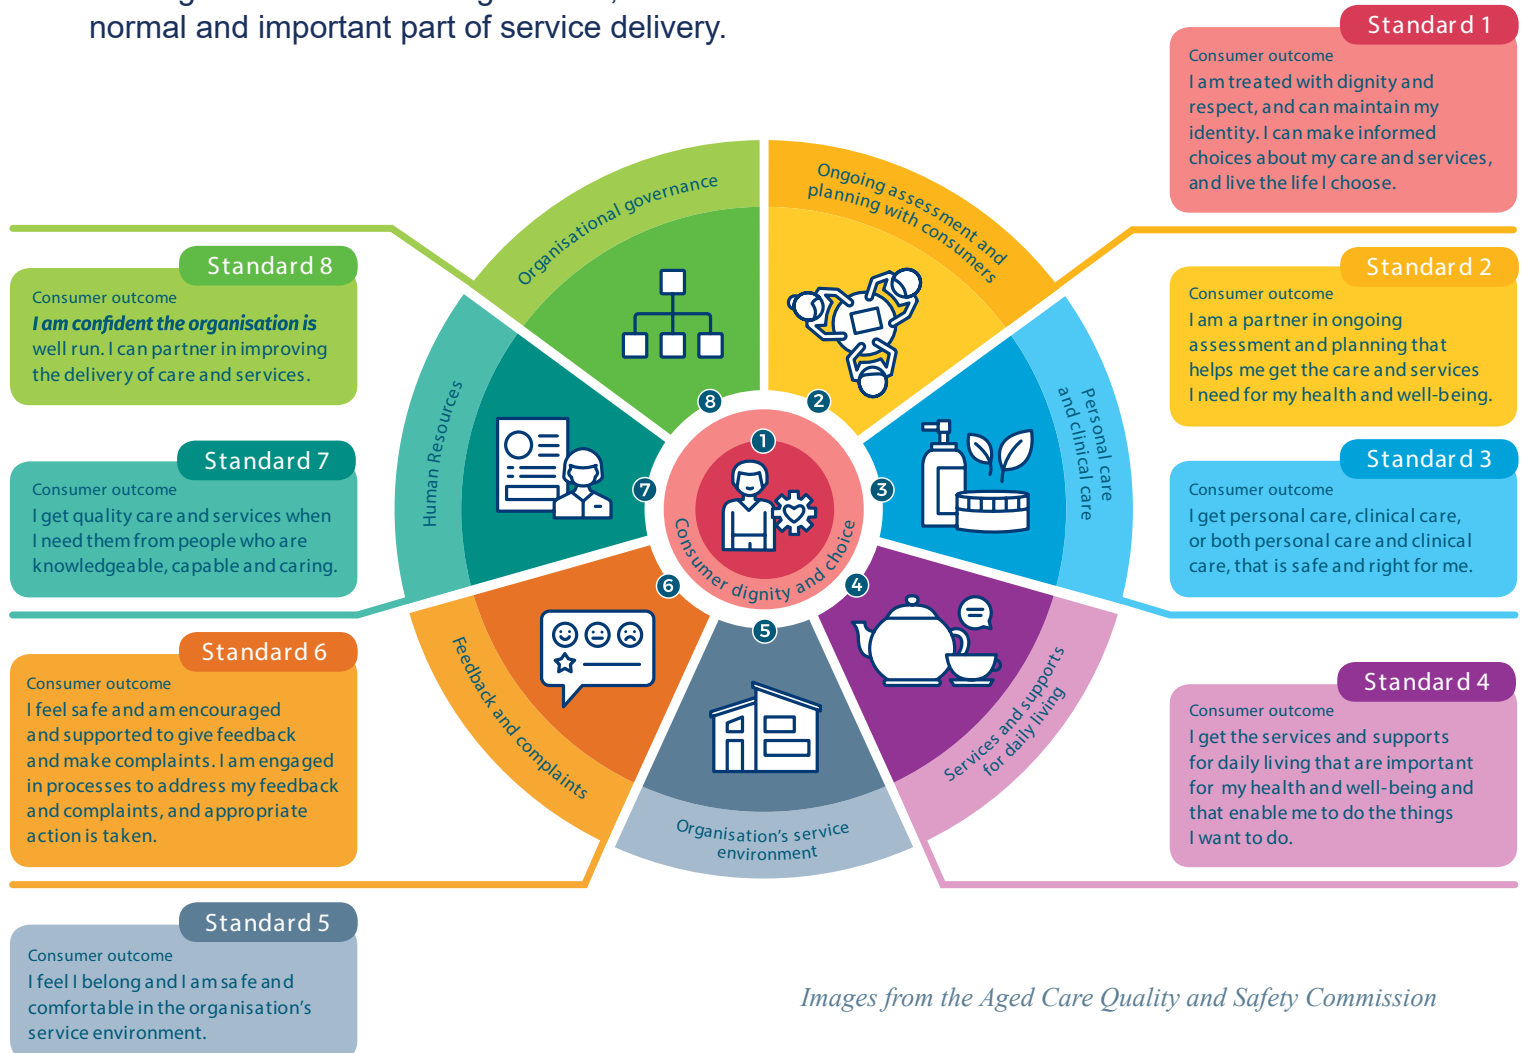 normal and important part of service delivery.
Standard 1
Consumer outcome
I am treated with dignity and
respect, and can maintain my
identity. I can make informed
choices about my care and services,
and live the life I choose.
Standard 2
Consumer outcome
I am a partner in ongoing
assessment and planning that
helps me get the care and services
I need for my health and well-being.
Standard 3
Consumer outcome
I get personal care, clinical care,
or both personal care and clinical
care, that is safe and right for me.
Standard 4
Consumer outcome
I get the services and supports
for daily living that are important
for my health and well-being and
that enable me to do the things
I want to do.
Standard 8
Consumer outcome
I am confident the organisation is
well run. I can partner in improving
the delivery of care and services.
Standard 7
Consumer outcome
I get quality care and services when
I need them from people who are
knowledgeable, capable and caring.
Standard 6
Consumer outcome
I feel safe and am encouraged
and supported to give feedback
and make complaints. I am engaged
in processes to address my feedback
and complaints, and appropriate
action is taken.
Standard 5
Consumer outcome
I feel I belong and I am safe and
comfortable in the organisation's
service environment.
Organisational governance
Ongoing assessment and
planning with consumers
Personal care
and clinical care
Services and supports
for daily living
Organisation's service
environment
Feedback and complaints
Human Resources
Consumer dignity and choice
1
2
3
4
5
6
7
8
Images from the Aged Care Quality and Safety Commission